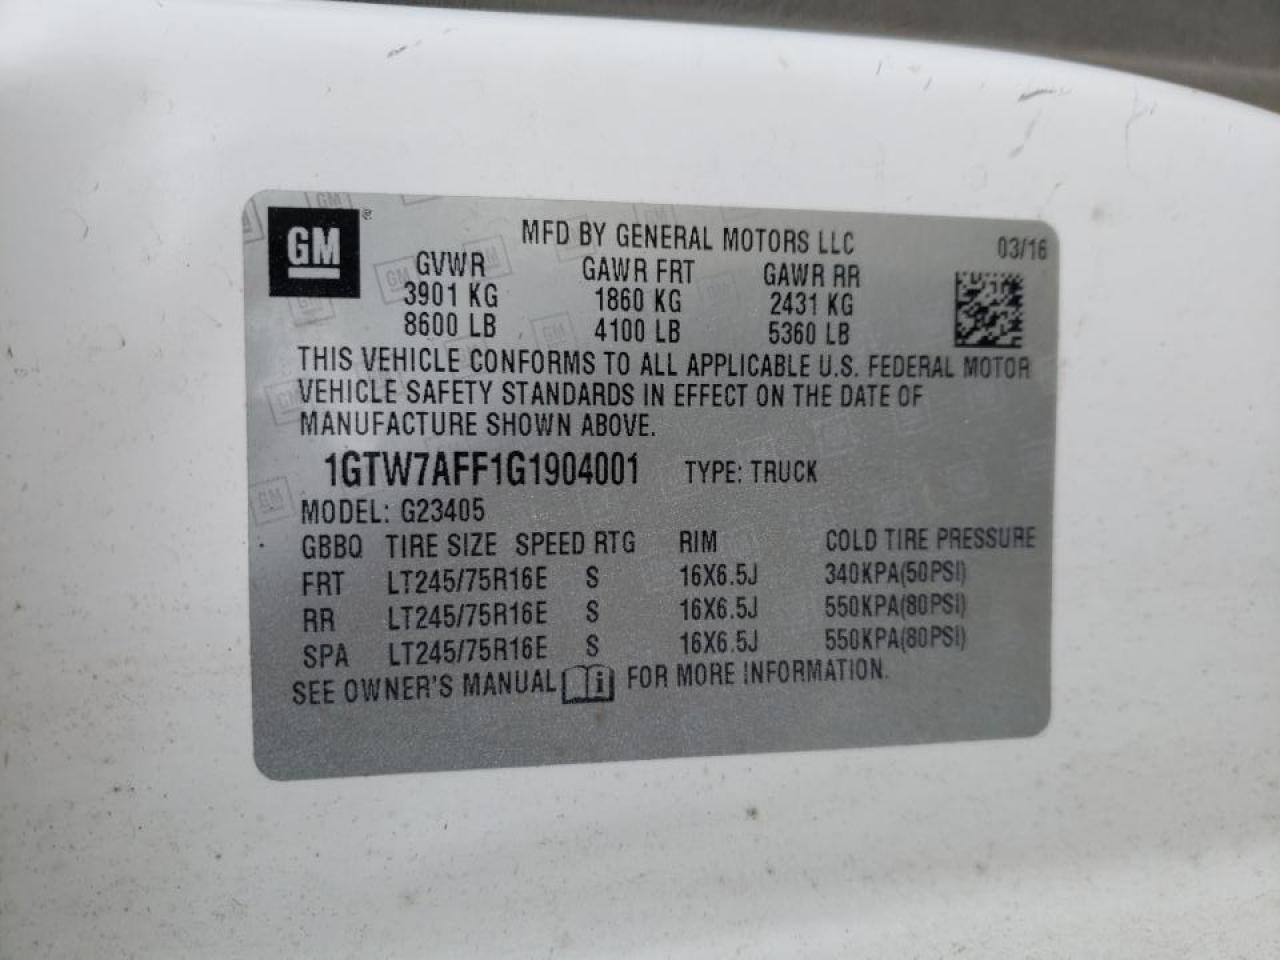 GM ®
MFD BY GENERAL MOTORS LLC 03/16
GVWR GAWR FRT GAWR RR
3901 KG 1860 KG 2431 KG
8600 LB 4100 LB 5360 LB
THIS VEHICLE CONFORMS TO ALL APPLICABLE U.S. FEDERAL MOTOR
VEHICLE SAFETY STANDARDS IN EFFECT ON THE DATE OF
MANUFACTURE SHOWN ABOVE.
1GTW7AFF1G1904001 TYPE: TRUCK
MODEL: G23405
GBBQ TIRE SIZE SPEED RTG RIM COLD TIRE PRESSURE
FRT LT245/75R16E S 16X6.5J 340KPA(50PSI)
RR LT245/75R16E S 16X6.5J 550KPA(80PSI)
SPA LT245/75R16E S 16X6.5J 550KPA(80PSI)
SEE OWNER'S MANUAL i FOR MORE INFORMATION.